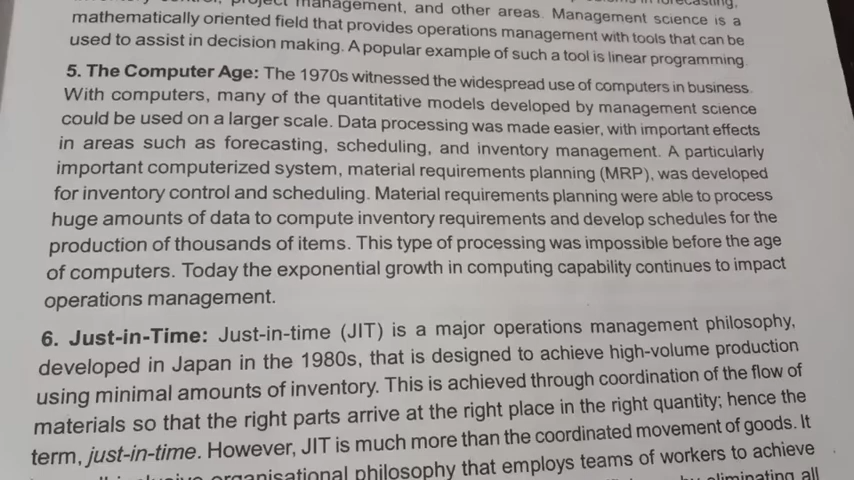 project management, and other areas. Management science is a
mathematically oriented field that provides operations management with tools that can be
used to assist in decision making. A popular example of such a tool is linear programming
5. The Computer Age: The 1970s witnessed the widespread use of computers in business.
With computers, many of the quantitative models developed by management science
could be used on a larger scale. Data processing was made easier, with important effects
in areas such as forecasting, scheduling, and inventory management. A particularly
important computerized system, material requirements planning (MRP), was developed
for inventory control and scheduling. Material requirements planning were able to process
huge amounts of data to compute inventory requirements and develop schedules for the
production of thousands of items. This type of processing was impossible before the age
of computers. Today the exponential growth in computing capability continues to impact
operations management.
6. Just-in-Time: Just-in-time (JIT) is a major operations management philosophy,
developed in Japan in the 1980s, that is designed to achieve high-volume production
using minimal amounts of inventory. This is achieved through coordination of the flow of
materials so that the right parts arrive at the right place in the right quantity; hence the
term, just-in-time. However, JIT is much more than the coordinated movement of goods. It
organisational philosophy that employs teams of workers to achieve
by eliminating all